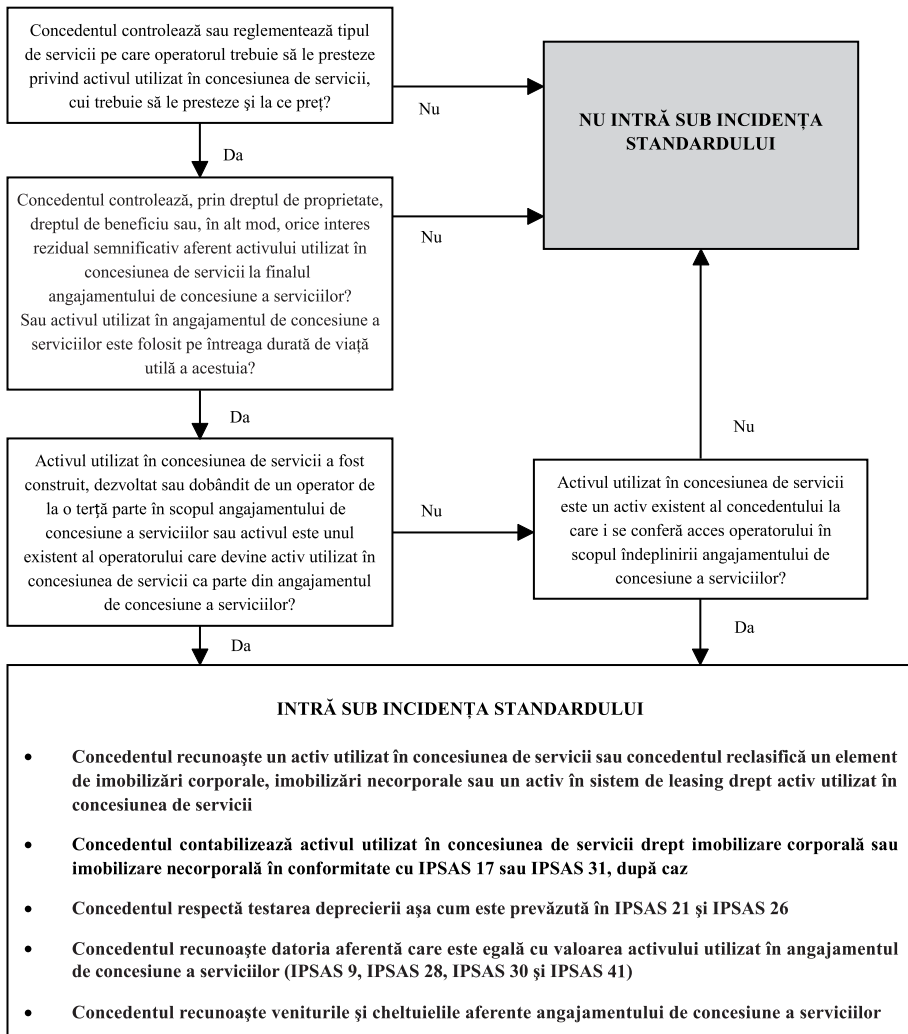 Concedentul controlează sau reglementează tipul
de servicii pe care operatorul trebuie să le presteze
privind activul utilizat în concesiunea de servicii,
cui trebuie să le presteze şi la ce preț?
Nu
NU INTRĂ SUB INCIDENȚA
STANDARDULUI
Da
Concedentul controlează, prin dreptul de proprietate,
dreptul de beneficiu sau, în alt mod, orice interes
rezidual semnificativ aferent activului utilizat în
concesiunea de servicii la finalul
angajamentului de concesiune a serviciilor?
Sau activul utilizat în angajamentul de concesiune a
serviciilor este folosit pe întreaga durată de viață
utilă a acestuia?
Nu
Da
Nu
Activul utilizat în concesiunea de servicii a fost
construit, dezvoltat sau dobândit de un operator de
la o terță parte în scopul angajamentului de
concesiune a serviciilor sau activul este unul
existent al operatorului care devine activ utilizat în
concesiunea de servicii ca parte din angajamentul
de concesiune a serviciilor?
Nu
Activul utilizat în concesiunea de servicii
este un activ existent al concedentului la
care i se conferă acces operatorului în
scopul îndeplinirii angajamentului de
concesiune a serviciilor?
Da
Da
INTRĂ SUB INCIDENȚA STANDARDULUI
• Concedentul recunoaşte un activ utilizat în concesiunea de servicii sau concedentul reclasifică un element
de imobilizări corporale, imobilizări necorporale sau un activ în sistem de leasing drept activ utilizat în
concesiunea de servicii
• Concedentul contabilizează activul utilizat în concesiunea de servicii drept imobilizare corporală sau
imobilizare necorporală în conformitate cu IPSAS 17 sau IPSAS 31, după caz
• Concedentul respectă testarea deprecierii aşa cum este prevăzută în IPSAS 21 şi IPSAS 26
• Concedentul recunoaşte datoria aferentă care este egală cu valoarea activului utilizat în angajamentul
de concesiune a serviciilor (IPSAS 9, IPSAS 28, IPSAS 30 şi IPSAS 41)
• Concedentul recunoaşte veniturile şi cheltuielile aferente angajamentului de concesiune a serviciilor